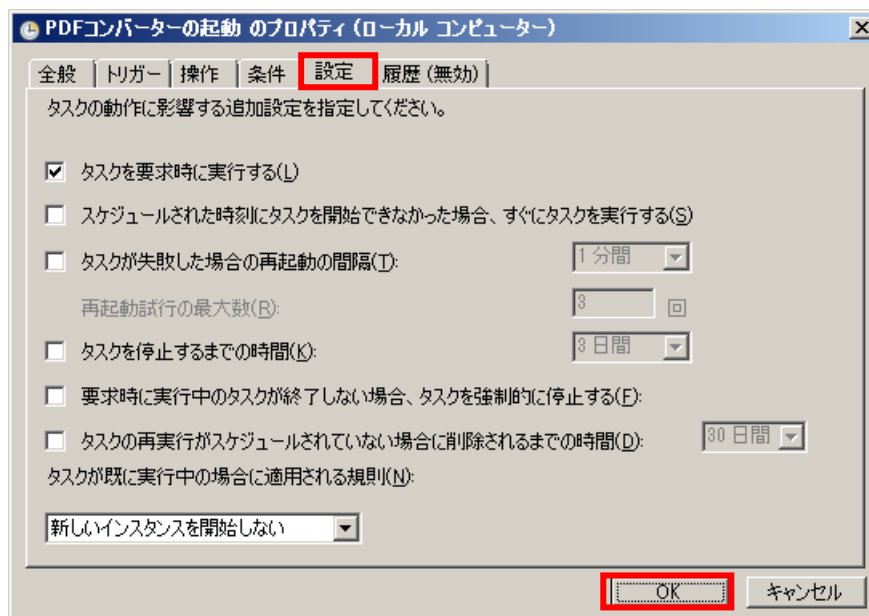 PDFコンバーターの起動 のプロパティ (ローカル コンピューター)
全般 トリガー 操作 条件 設定 履歴 (無効)
タスクの動作に影響する追加設定を指定してください。
タスクを要求時に実行する(L)
スケジュールされた時刻にタスクを開始できなかった場合、すぐにタスクを実行する(S)
タスクが失敗した場合の再起動の間隔(T): 1 分間
再起動試行の最大数(R): 3 回
タスクを停止するまでの時間(K): 3 日間
要求時に実行中のタスクが終了しない場合、タスクを強制的に停止する(F):
タスクの再実行がスケジュールされていない場合に削除されるまでの時間(D): 30 日間
タスクが既に実行中の場合に適用される規則(N):
新しいインスタンスを開始しない
OK キャンセル